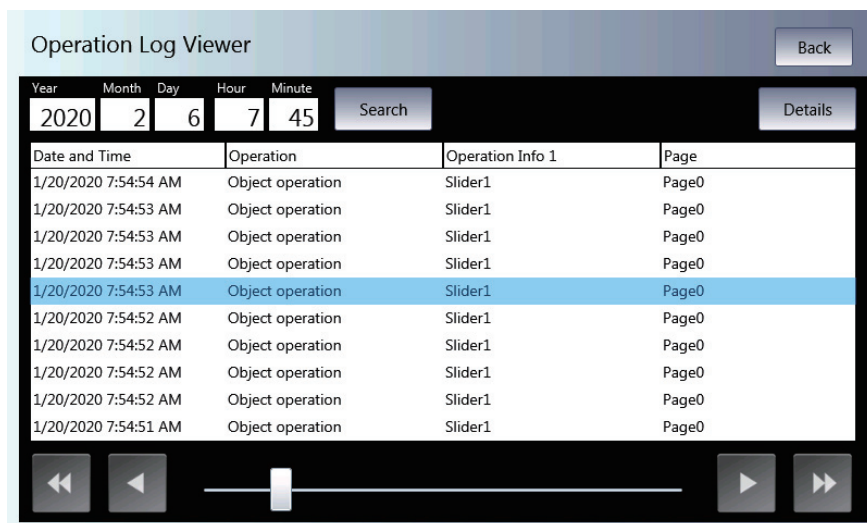 Operation Log Viewer
Back
Year Month Day Hour Minute
2020 2 6 7 45 Search Details
Date and Time Operation Operation Info 1 Page
1/20/2020 7:54:54 AM Object operation Slider1 Page0
1/20/2020 7:54:53 AM Object operation Slider1 Page0
1/20/2020 7:54:53 AM Object operation Slider1 Page0
1/20/2020 7:54:53 AM Object operation Slider1 Page0
1/20/2020 7:54:53 AM Object operation Slider1 Page0
1/20/2020 7:54:52 AM Object operation Slider1 Page0
1/20/2020 7:54:52 AM Object operation Slider1 Page0
1/20/2020 7:54:52 AM Object operation Slider1 Page0
1/20/2020 7:54:52 AM Object operation Slider1 Page0
1/20/2020 7:54:51 AM Object operation Slider1 Page0